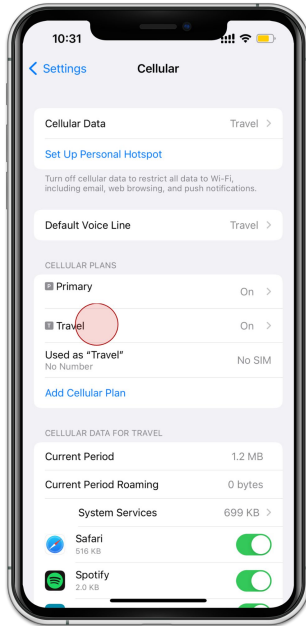 10:31
Settings
Cellular
Cellular Data
Travel
Set Up Personal Hotspot
Turn off cellular data to restrict all data to Wi-Fi,
including email, web browsing, and push notifications.
Default Voice Line
Travel
CELLULAR PLANS
P Primary
On
T Travel
On
Used as “Travel”
No Number
No SIM
Add Cellular Plan
CELLULAR DATA FOR TRAVEL
Current Period
1.2 MB
Current Period Roaming
0 bytes
System Services
699 KB
Safari
516 KB
Spotify
2.0 KB